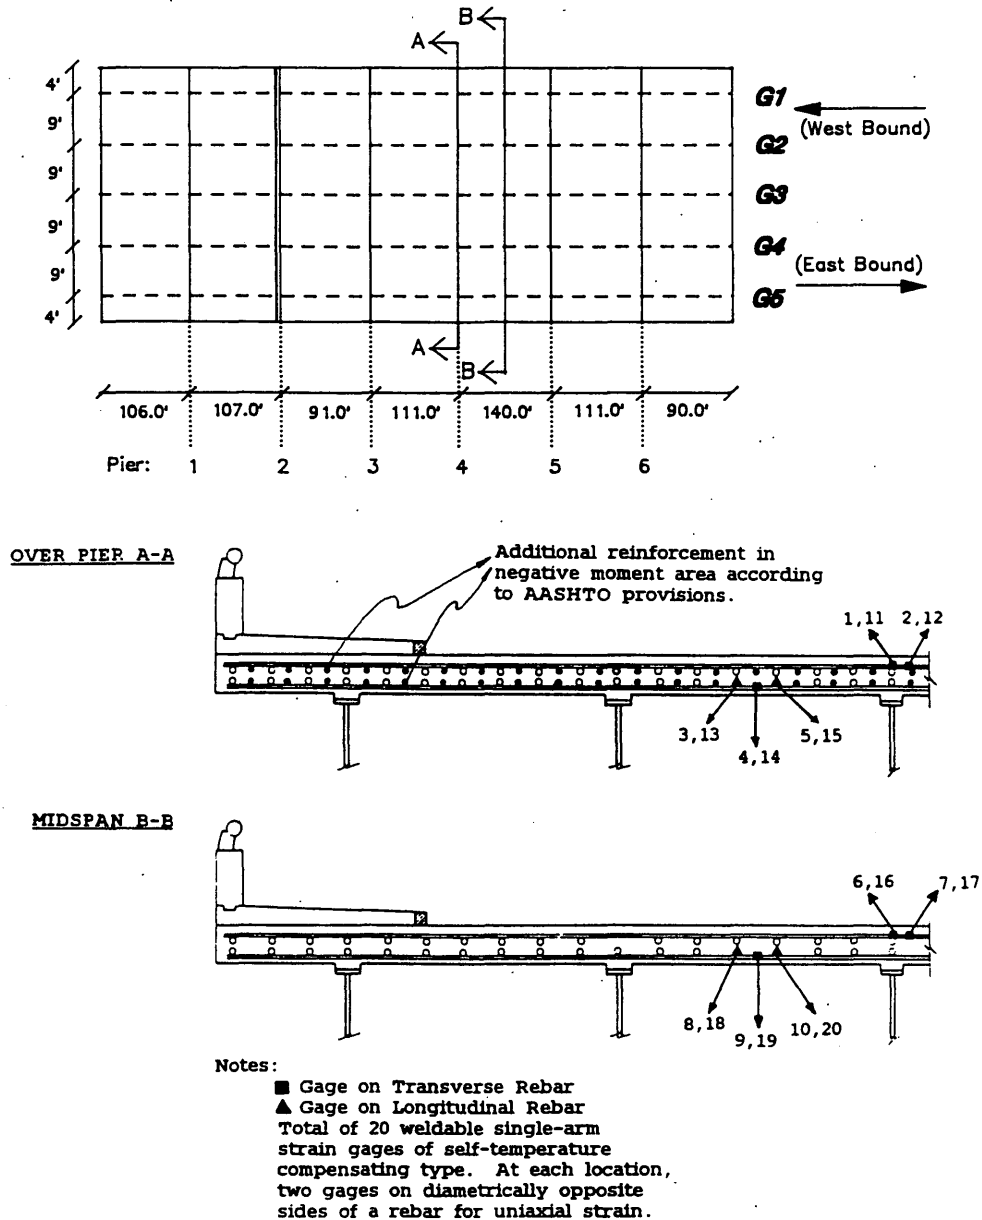 B
A
4'
9'
9'
9'
9'
4'
G1
(West Bound)
G2
G3
G4
(East Bound)
G5
A
B
106.0' 107.0' 91.0' 111.0' 140.0' 111.0' 90.0'
Pier: 1 2 3 4 5 6
OVER PIER A-A
Additional reinforcement in
negative moment area according
to AASHTO provisions.
1,11 2,12
3,13 5,15
4,14
MIDSPAN B-B
6,16 7,17
8,18 10,20
9,19
Notes:
■ Gage on Transverse Rebar
▲ Gage on Longitudinal Rebar
Total of 20 weldable single-arm
strain gages of self-temperature
compensating type. At each location,
two gages on diametrically opposite
sides of a rebar for uniaxial strain.